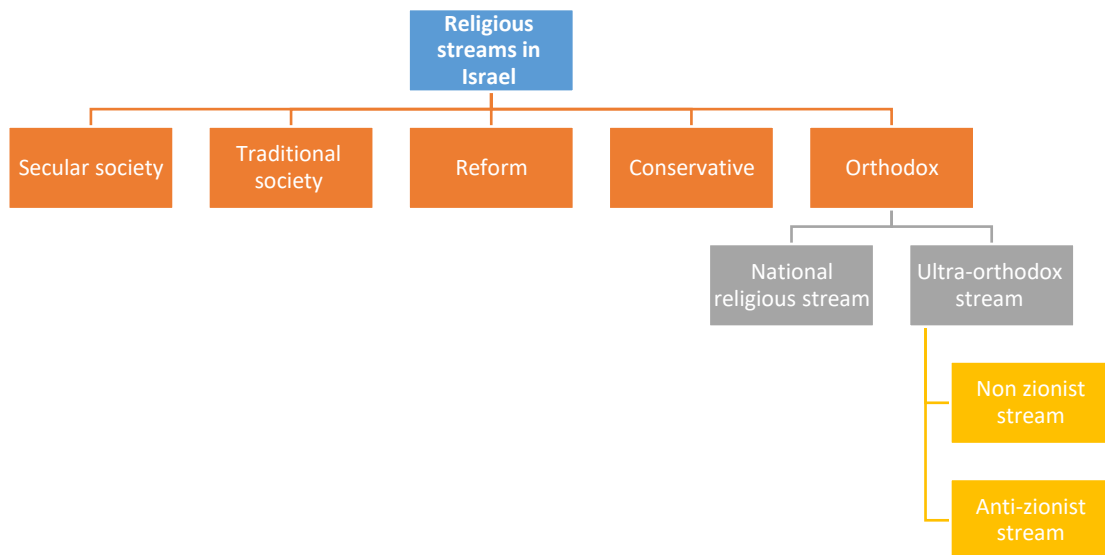 Religious
streams in
Israel
Secular society
Traditional
society
Reform
Conservative
Orthodox
National
religious stream
Ultra-orthodox
stream
Non zionist
stream
Anti-zionist
stream